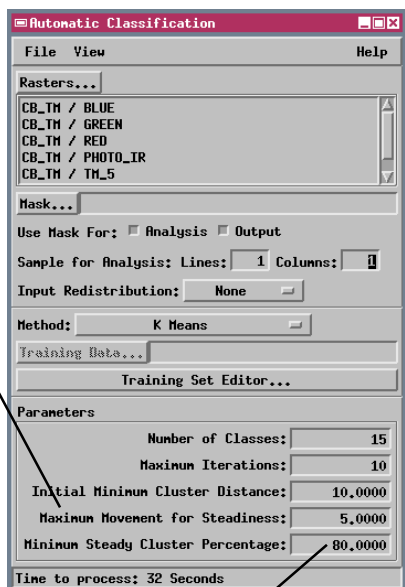 Automatic Classification
File View Help
Rasters...
CB_TM / BLUE
CB_TM / GREEN
CB_TM / RED
CB_TM / PHOTO_IR
CB_TM / TM_5
Mask...
Use Mask For: Analysis Output
Sample for Analysis: Lines: 1 Columns: 1
Input Redistribution: None
Method: K Means
Training Data...
Training Set Editor...
Parameters
Number of Classes: 15
Maximum Iterations: 10
Initial Minimum Cluster Distance: 10.0000
Maximum Movement for Steadiness: 5.0000
Minimum Steady Cluster Percentage: 80.0000
Time to process: 32 Seconds